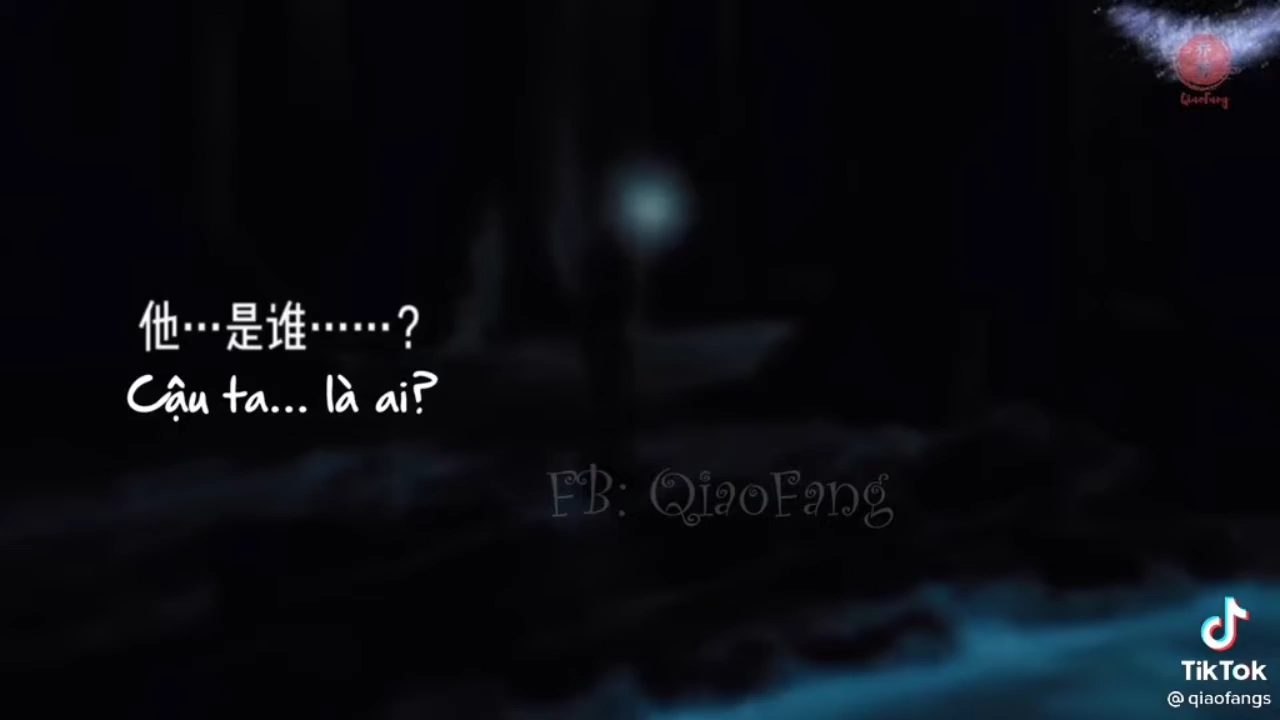 他…是谁……？
Cậu ta... là ai?
FB: QiaoFang
QiaoFang
TikTok
@qiaofangs